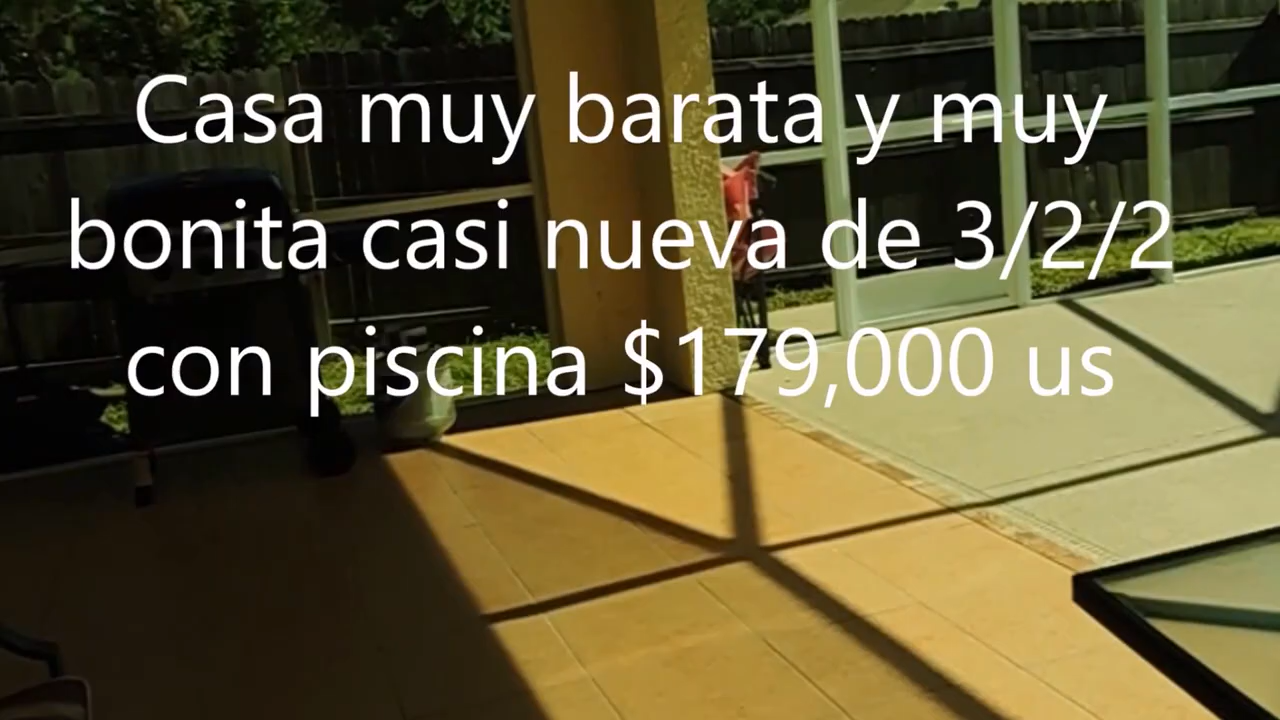 Casa muy barata y muy
bonita casi nueva de 3/2/2
con piscina $179,000 us